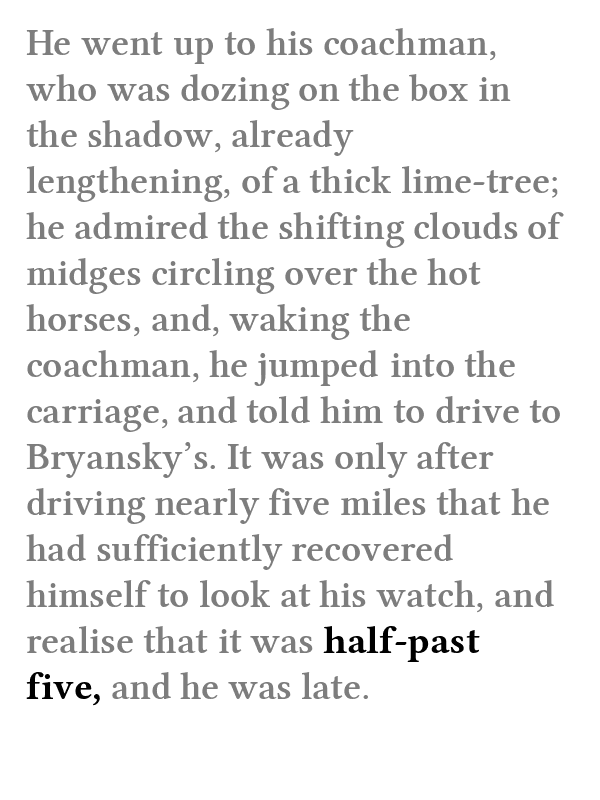 He went up to his coachman,
who was dozing on the box in
the shadow, already
lengthening, of a thick lime-tree;
he admired the shifting clouds of
midges circling over the hot
horses, and, waking the
coachman, he jumped into the
carriage, and told him to drive to
Bryansky’s. It was only after
driving nearly five miles that he
had sufficiently recovered
himself to look at his watch, and
realise that it was half-past
five, and he was late.